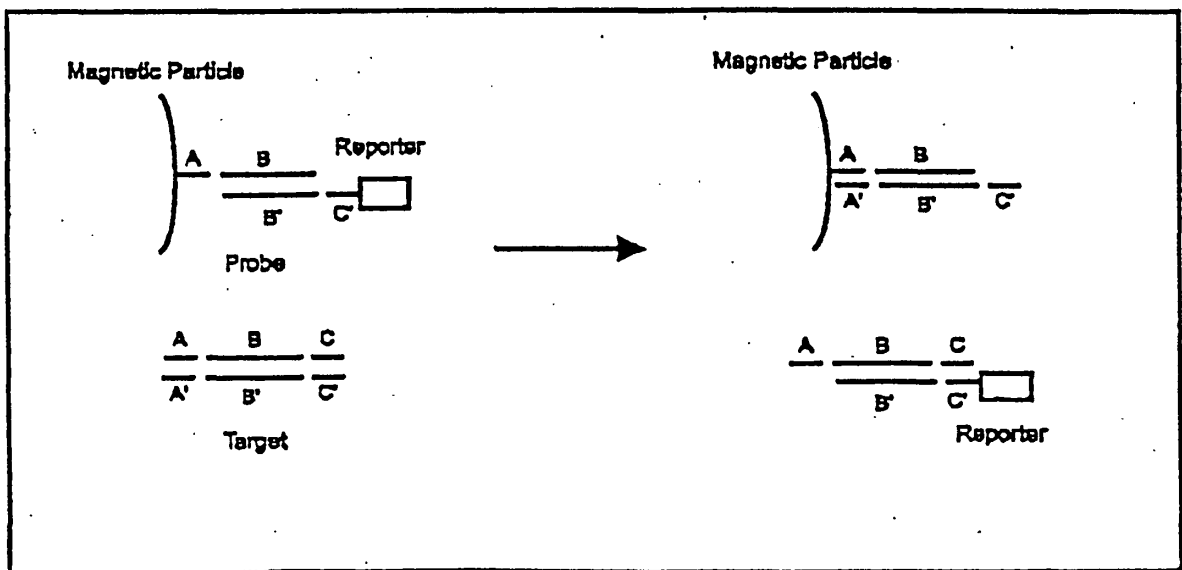 Magnetic Particle
A B Reporter
B' C'
Probe
A B C
A' B' C'
Target
Magnetic Particle
A B
A' B' C'
A B C
B' C'
Reporter